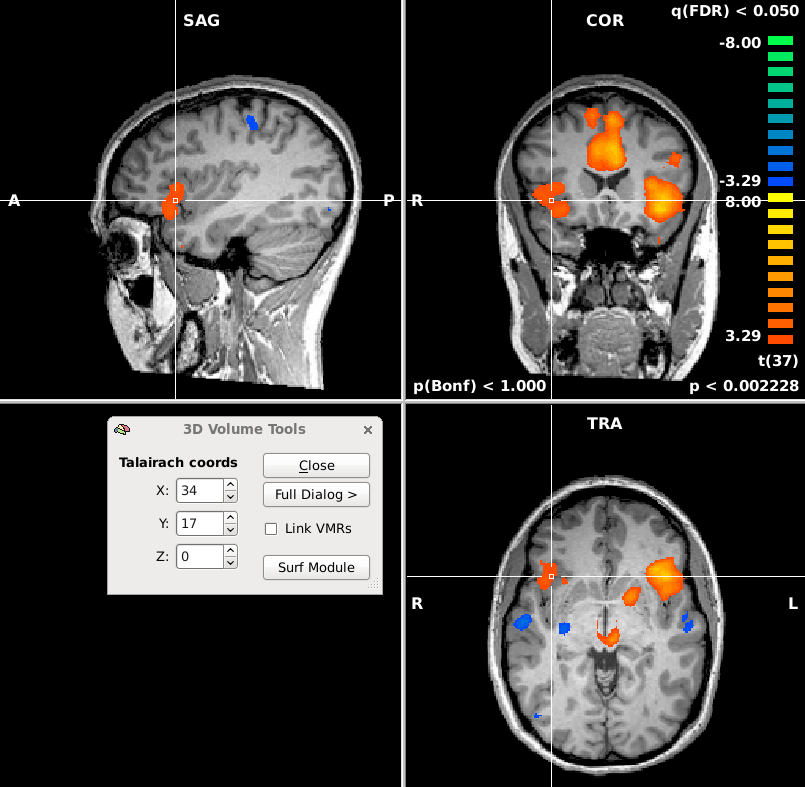 SAG
A
P
COR
q(FDR) < 0.050
-8.00
-3.29
8.00
3.29
t(37)
R
p(Bonf) < 1.000
p < 0.002228
3D Volume Tools
Talairach coords
X: 34
Y: 17
Z: 0
Close
Full Dialog >
Link VMRs
Surf Module
TRA
R
L